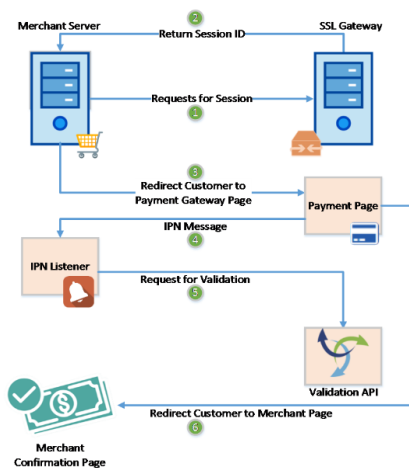 2
Merchant Server
SSL Gateway
Return Session ID
Requests for Session
1
3
Redirect Customer to
Payment Gateway Page
Payment Page
IPN Message
4
IPN Listener
Request for Validation
5
Validation API
Redirect Customer to Merchant Page
6
Merchant
Confirmation Page